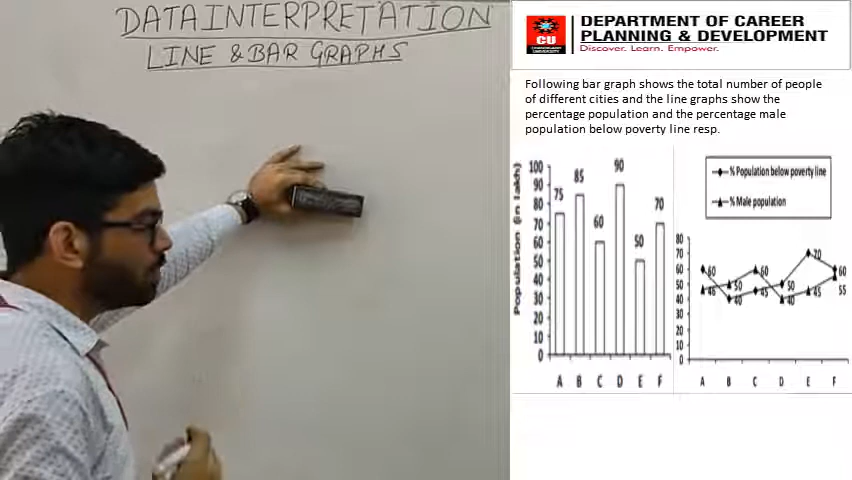 DATA INTERPRETATION
LINE & BAR GRAPHS
CU
CHANDIGARH
UNIVERSITY
DEPARTMENT OF CAREER
PLANNING & DEVELOPMENT
Discover. Learn. Empower.
Following bar graph shows the total number of people
of different cities and the line graphs show the
percentage population and the percentage male
population below poverty line resp.
Population (in lakh)
100
90
80
70
60
50
40
30
20
10
0
75
85
60
90
50
70
A B C D E F
% Population below poverty line
% Male population
80
70
60
50
40
30
20
10
0
60 50 60 50 70 60
46 40 45 40 45 55
A B C D E F